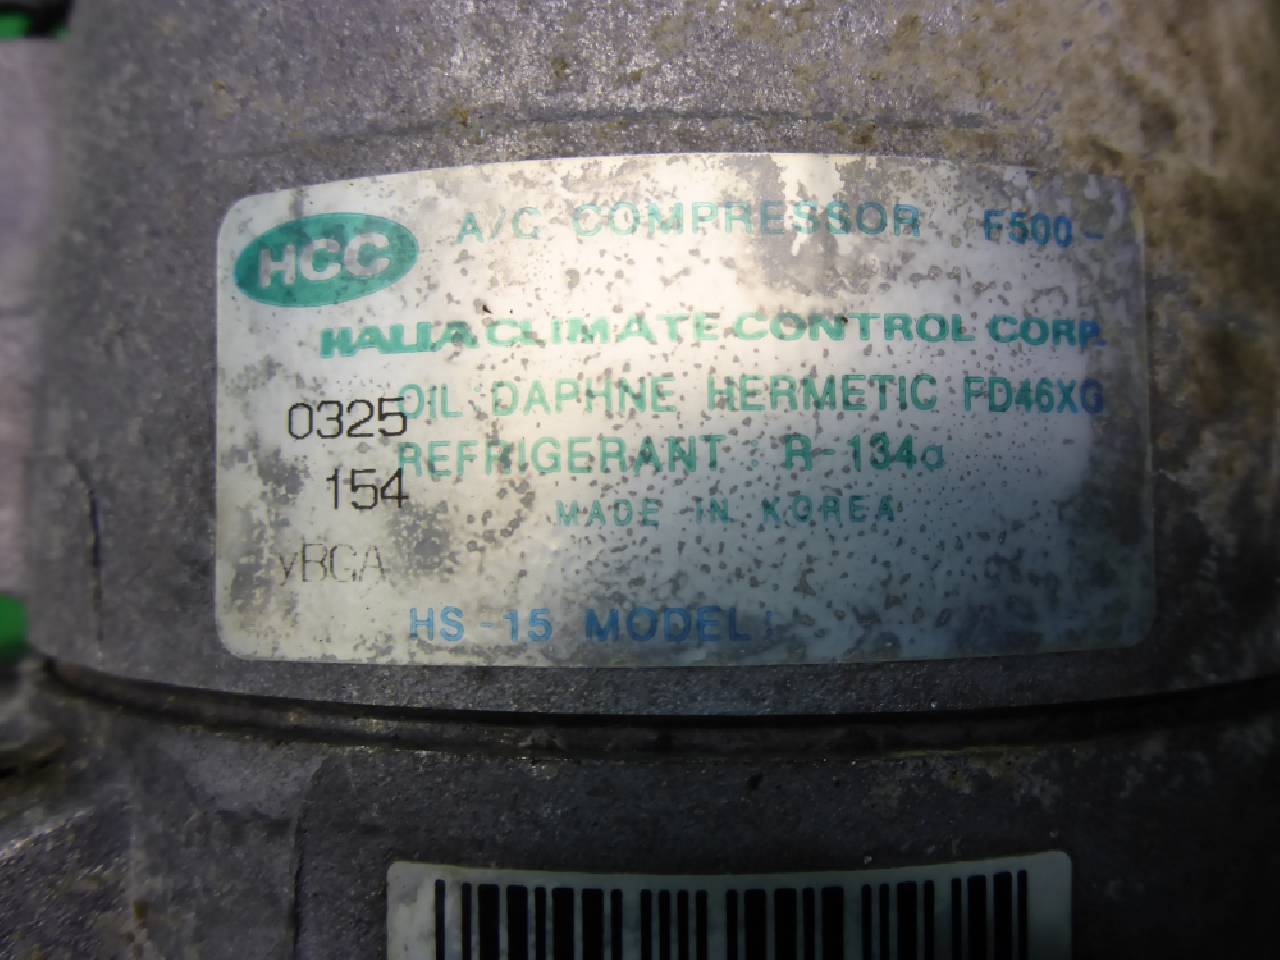 HCC
A/C COMPRESSOR F500-
HALLA CLIMATE CONTROL CORP.
OIL DAPHNE HERMETIC FD46XG
0325
REFRIGERANT : R-134a
154
MADE IN KOREA
yBGA
HS-15 MODEL